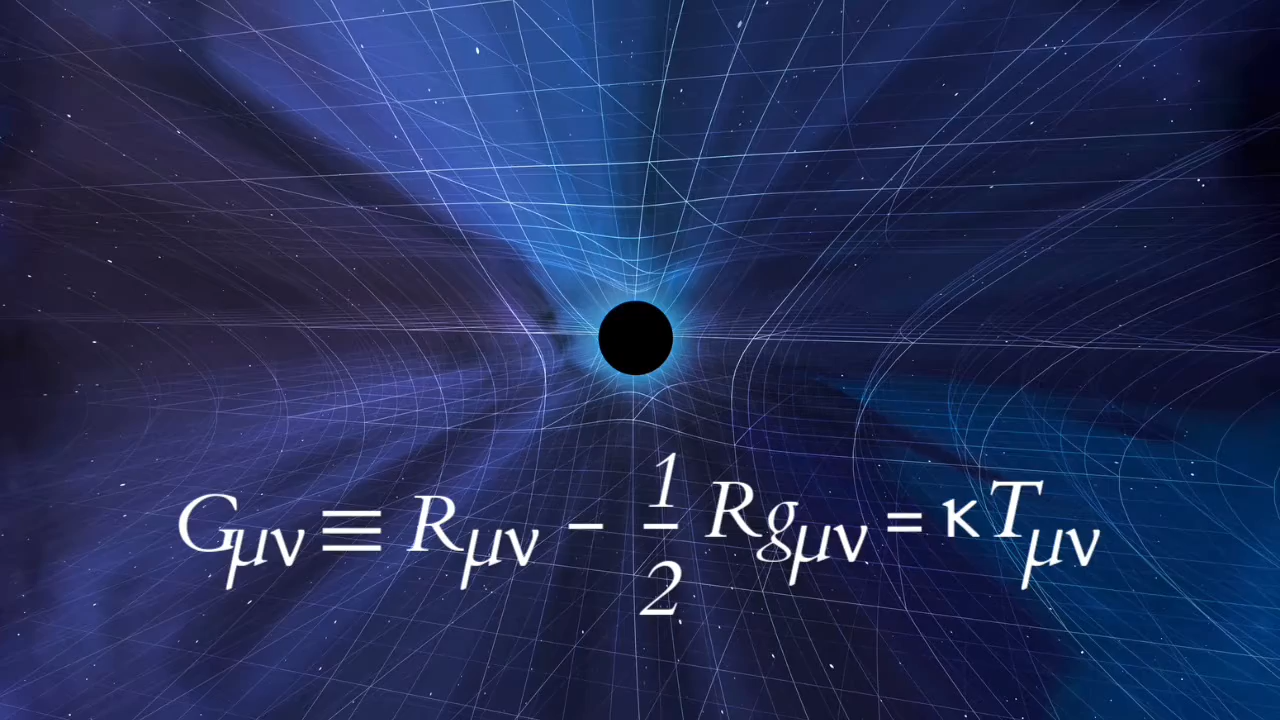 Gμν ≡ Rμν − 1/2 Rgμν = κTμν